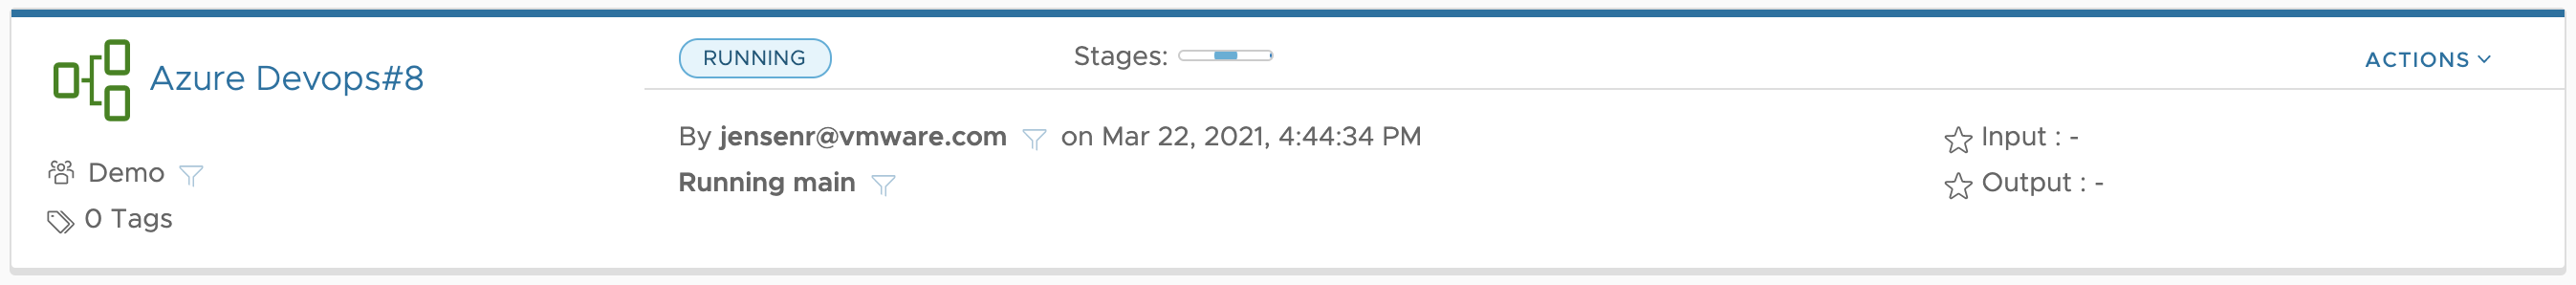 Azure Devops#8
Demo
0 Tags
RUNNING
Stages:
ACTIONS
By jensenr@vmware.com on Mar 22, 2021, 4:44:34 PM
Running main
Input : -
Output : -